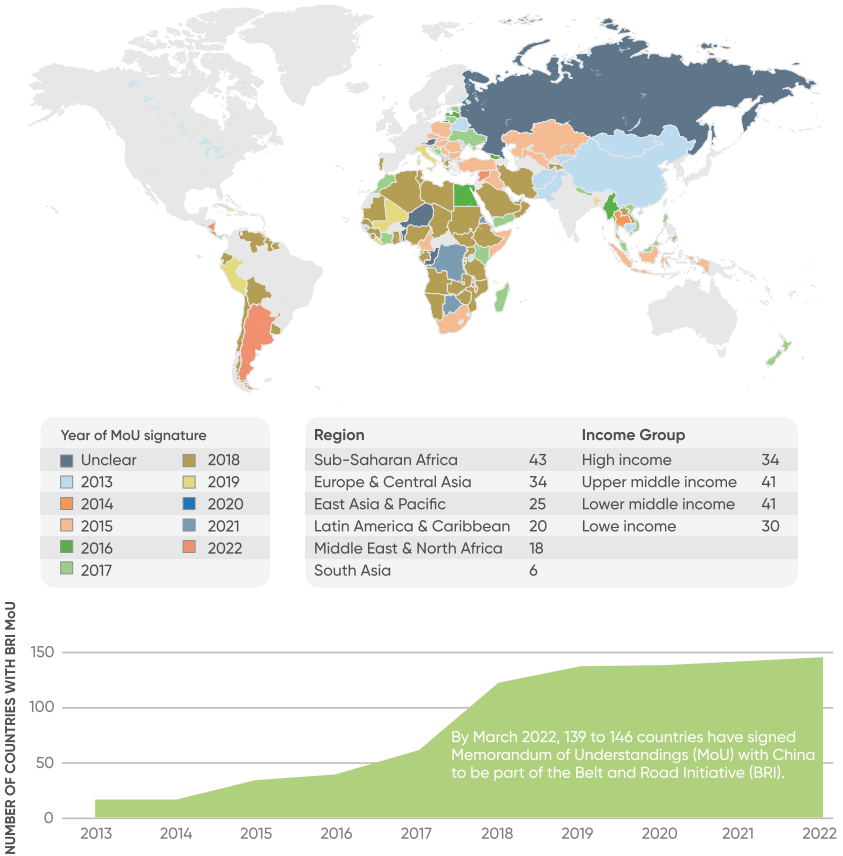 Year of MoU signature
Unclear 2018
2013 2019
2014 2020
2015 2021
2016 2022
2017
Region Income Group
Sub-Saharan Africa 43 High income 34
Europe & Central Asia 34 Upper middle income 41
East Asia & Pacific 25 Lower middle income 41
Latin America & Caribbean 20 Lowe income 30
Middle East & North Africa 18
South Asia 6
NUMBER OF COUNTRIES WITH BRI MoU
150
100
50
0
By March 2022, 139 to 146 countries have signed
Memorandum of Understandings (MoU) with China
to be part of the Belt and Road Initiative (BRI).
2013 2014 2015 2016 2017 2018 2019 2020 2021 2022